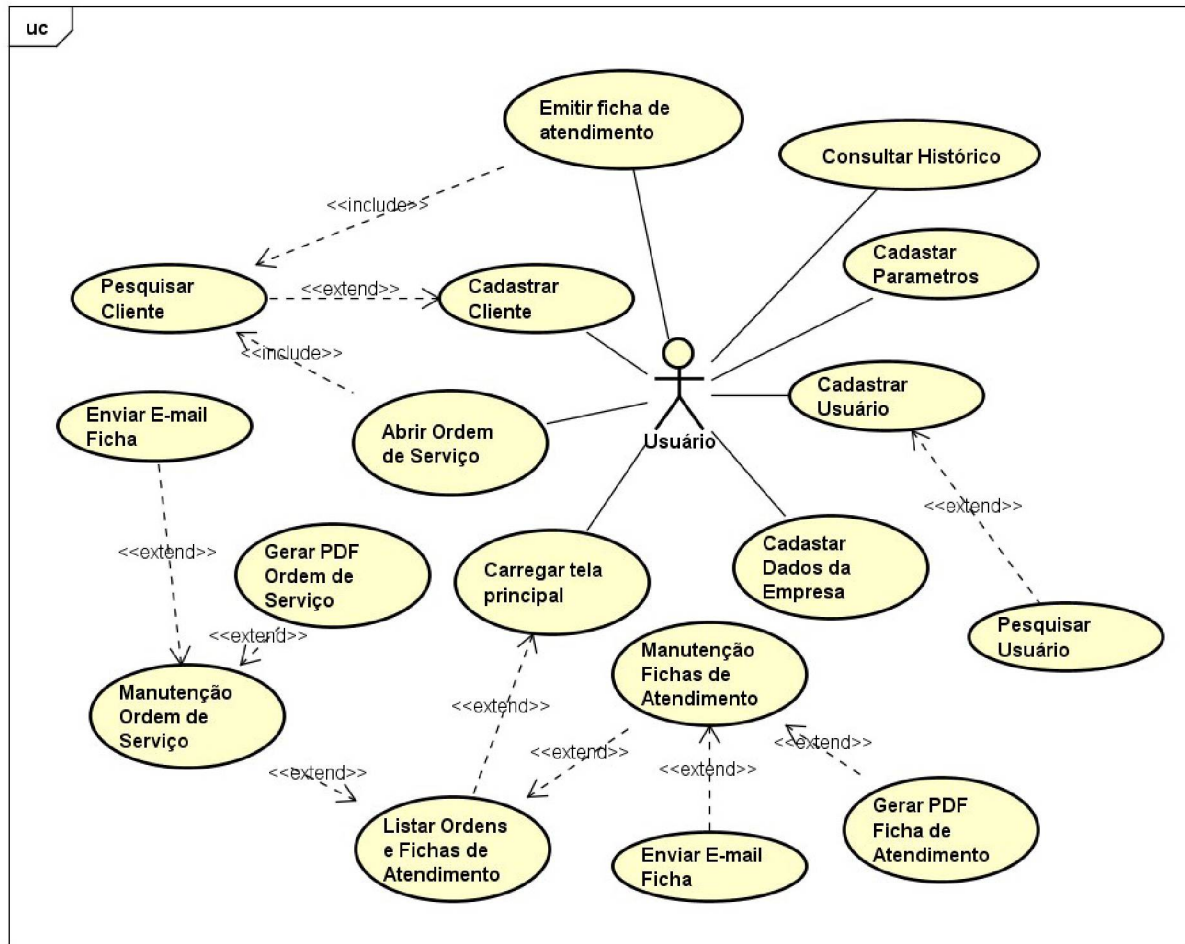 uc
Emitir ficha de
atendimento
Consultar Histórico
<<include>>
Cadastar
Parametros
Pesquisar
Cliente
<<extend>>
Cadastrar
Cliente
<<include>>
Cadastrar
Usuário
Enviar E-mail
Ficha
Abrir Ordem
de Serviço
Usuário
<<extend>>
<<extend>>
Gerar PDF
Ordem de
Serviço
Carregar tela
principal
Cadastar
Dados da
Empresa
<<extend>>
Pesquisar
Usuário
Manutenção
Ordem de
Serviço
Manutenção
Fichas de
Atendimento
<<extend>>
<<extend>>
<<extend>>
<<extend>>
<<extend>>
Listar Ordens
e Fichas de
Atendimento
Enviar E-mail
Ficha
Gerar PDF
Ficha de
Atendimento